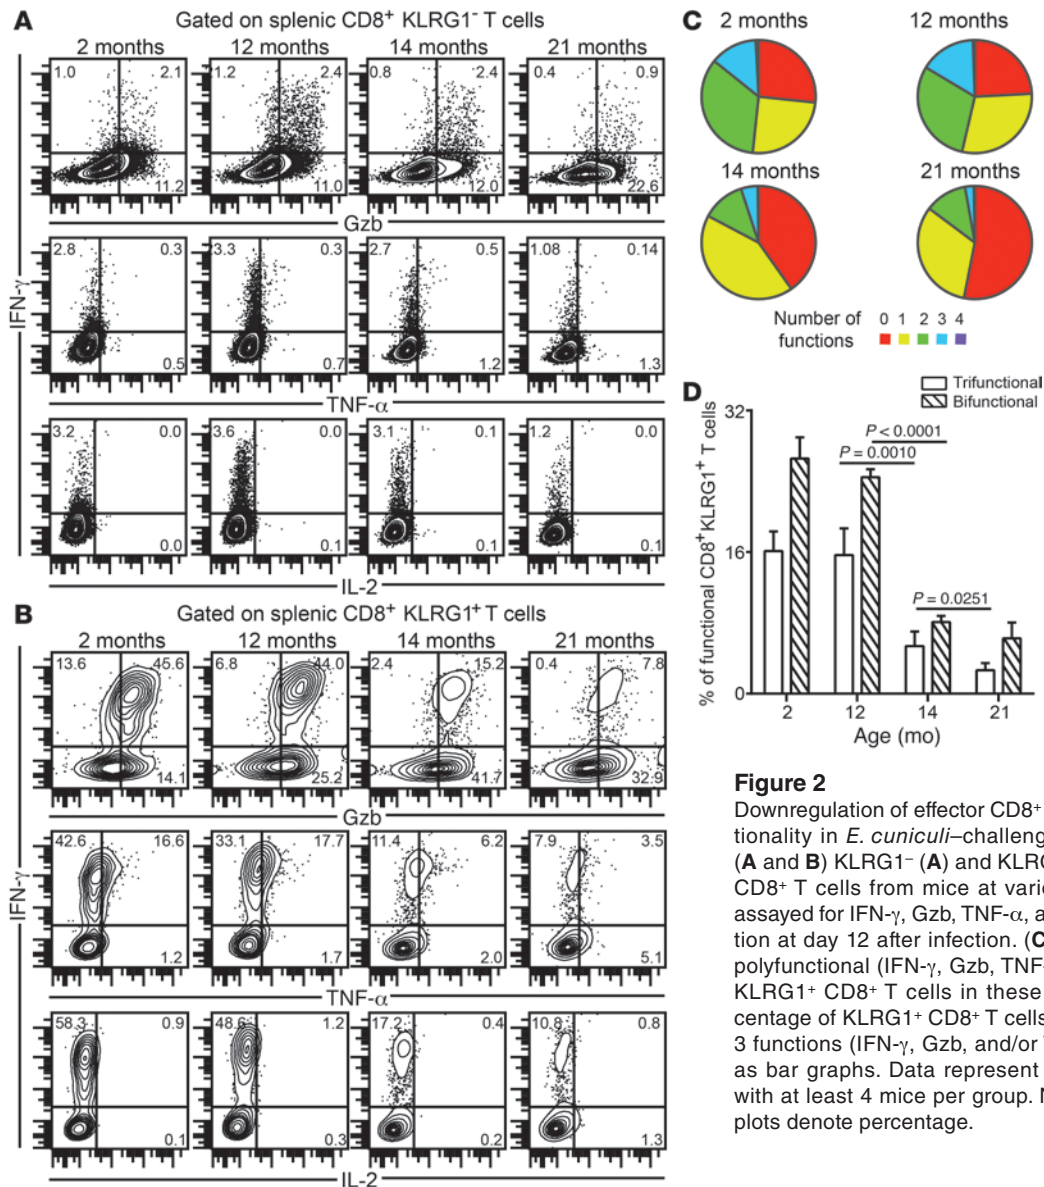 A Gated on splenic CD8+ KLRG1- T cells
2 months 12 months 14 months 21 months
1.0 2.1 1.2 2.4 0.8 2.4 0.4 0.9
11.2 11.0 12.0 22.6
Gzb
2.8 0.3 3.3 0.3 2.7 0.5 1.08 0.14
IFN-γ
0.5 0.7 1.2 1.3
TNF-α
3.2 0.0 3.6 0.0 3.1 0.1 1.2 0.0
0.0 0.1 0.1 0.1
IL-2
B Gated on splenic CD8+ KLRG1+ T cells
2 months 12 months 14 months 21 months
13.6 45.6 6.8 44.0 2.4 15.2 0.4 7.8
14.1 25.2 41.7 32.9
Gzb
42.6 16.6 33.1 17.7 11.4 6.2 7.9 3.5
IFN-γ
1.2 1.7 2.0 5.1
TNF-α
58.3 0.9 48.6 1.2 17.2 0.4 10.8 0.8
0.1 0.3 0.2 1.3
IL-2
C
2 months 12 months
14 months 21 months
Number of functions 0 1 2 3 4
D
Trifunctional
Bifunctional
% of functional CD8+KLRG1+ T cells
32
P < 0.0001
P = 0.0010
16
P = 0.0251
0
2 12 14 21
Age (mo)
Figure 2
Downregulation of effector CD8+
tionality in E. cuniculi–challeng
(A and B) KLRG1- (A) and KLRG
CD8+ T cells from mice at vario
assayed for IFN-γ, Gzb, TNF-α, a
tion at day 12 after infection. (C
polyfunctional (IFN-γ, Gzb, TNF-
KLRG1+ CD8+ T cells in these
centage of KLRG1+ CD8+ T cells
3 functions (IFN-γ, Gzb, and/or
as bar graphs. Data represent
with at least 4 mice per group. N
plots denote percentage.